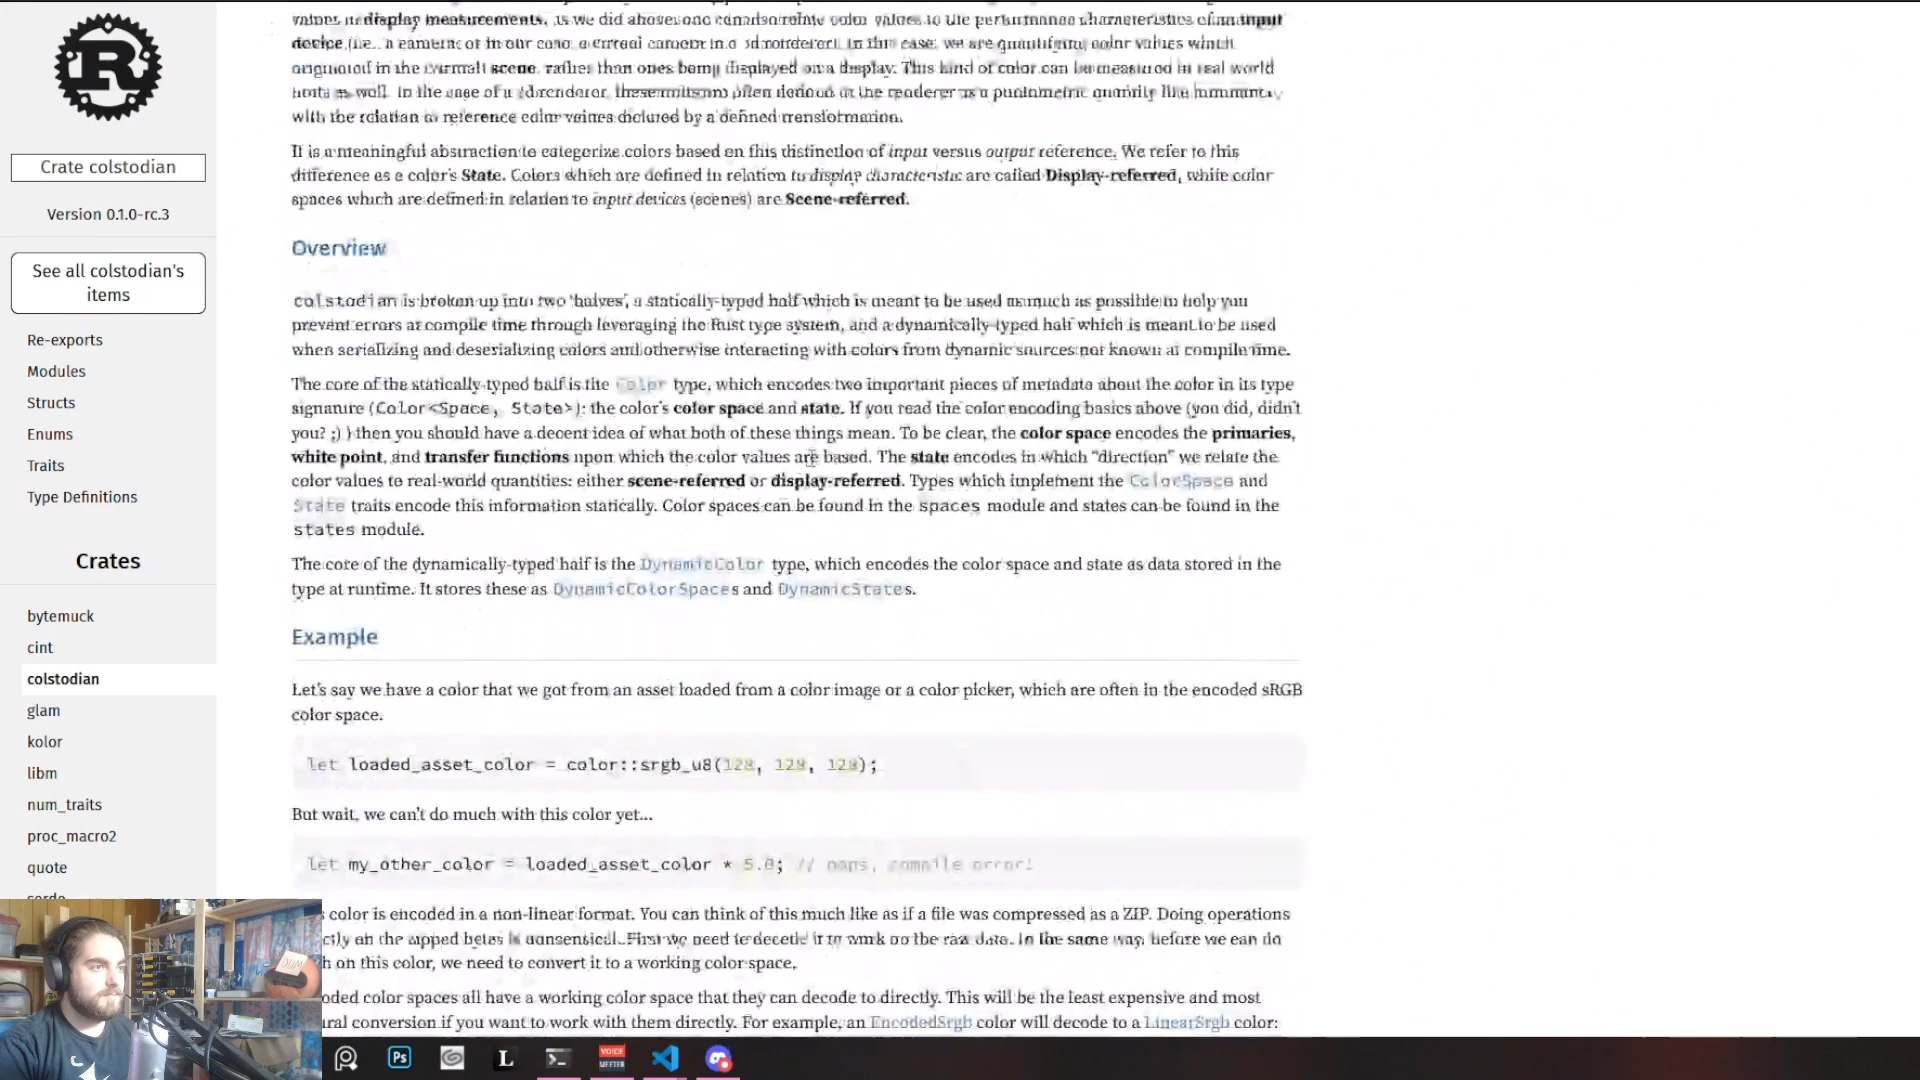 Crate colstodian
Version 0.1.0-rc.3
See all colstodian's
items
Re-exports
Modules
Structs
Enums
Traits
Type Definitions
Crates
bytemuck
cint
colstodian
glam
kolor
libm
num_traits
proc_macro2
quote
values to display measurements, as we did above, one can also relate color values to the performance characteristics of an input
device (i.e., a camera, or in our case, a virtual camera in a 3d renderer). In this case, we are quantifying color values which
originated in the virtual scene rather than ones being displayed on a display. This kind of color can be measured in real world
units as well. In the case of a 3d renderer, these units are often defined in the renderer as a photometric quantity like luminance,
with the relation to reference color values dictated by a defined transformation.
It is a meaningful abstraction to categorize colors based on this distinction of input versus output reference. We refer to this
difference as a color's State. Colors which are defined in relation to display characteristic are called Display-referred, while color
spaces which are defined in relation to input devices (scenes) are Scene-referred.
Overview
colstodian is broken up into two 'halves', a statically-typed half which is meant to be used as much as possible to help you
prevent errors at compile time through leveraging the Rust type system, and a dynamically-typed half which is meant to be used
when serializing and deserializing colors and otherwise interacting with colors from dynamic sources not known at compile time.
The core of the statically-typed half is the Color type, which encodes two important pieces of metadata about the color in its type
signature (Color<Space, State>): the color's color space and state. If you read the color encoding basics above (you did, didn't
you? ;) ) then you should have a decent idea of what both of these things mean. To be clear, the color space encodes the primaries,
white point, and transfer functions upon which the color values are based. The state encodes in which "direction" we relate the
color values to real-world quantities: either scene-referred or display-referred. Types which implement the ColorSpace and
State traits encode this information statically. Color spaces can be found in the spaces module and states can be found in the
states module.
The core of the dynamically-typed half is the DynamicColor type, which encodes the color space and state as data stored in the
type at runtime. It stores these as DynamicColorSpaces and DynamicStates.
Example
Let's say we have a color that we got from an asset loaded from a color image or a color picker, which are often in the encoded sRGB
color space.
let loaded_asset_color = color::srgb_u8(128, 128, 128);
But wait, we can't do much with this color yet...
let my_other_color = loaded_asset_color * 5.0; // oops, compile error!
color is encoded in a non-linear format. You can think of this much like as if a file was compressed as a ZIP. Doing operations
ctly on the zipped bytes is nonsensical. First we need to decode it to work on the raw data. In the same way, before we can do
h on this color, we need to convert it to a working color space.
oded color spaces all have a working color space that they can decode to directly. This will be the least expensive and most
ural conversion if you want to work with them directly. For example, an EncodedSrgb color will decode to a LinearSrgb color:
Ps
L
VOICE
MEETER